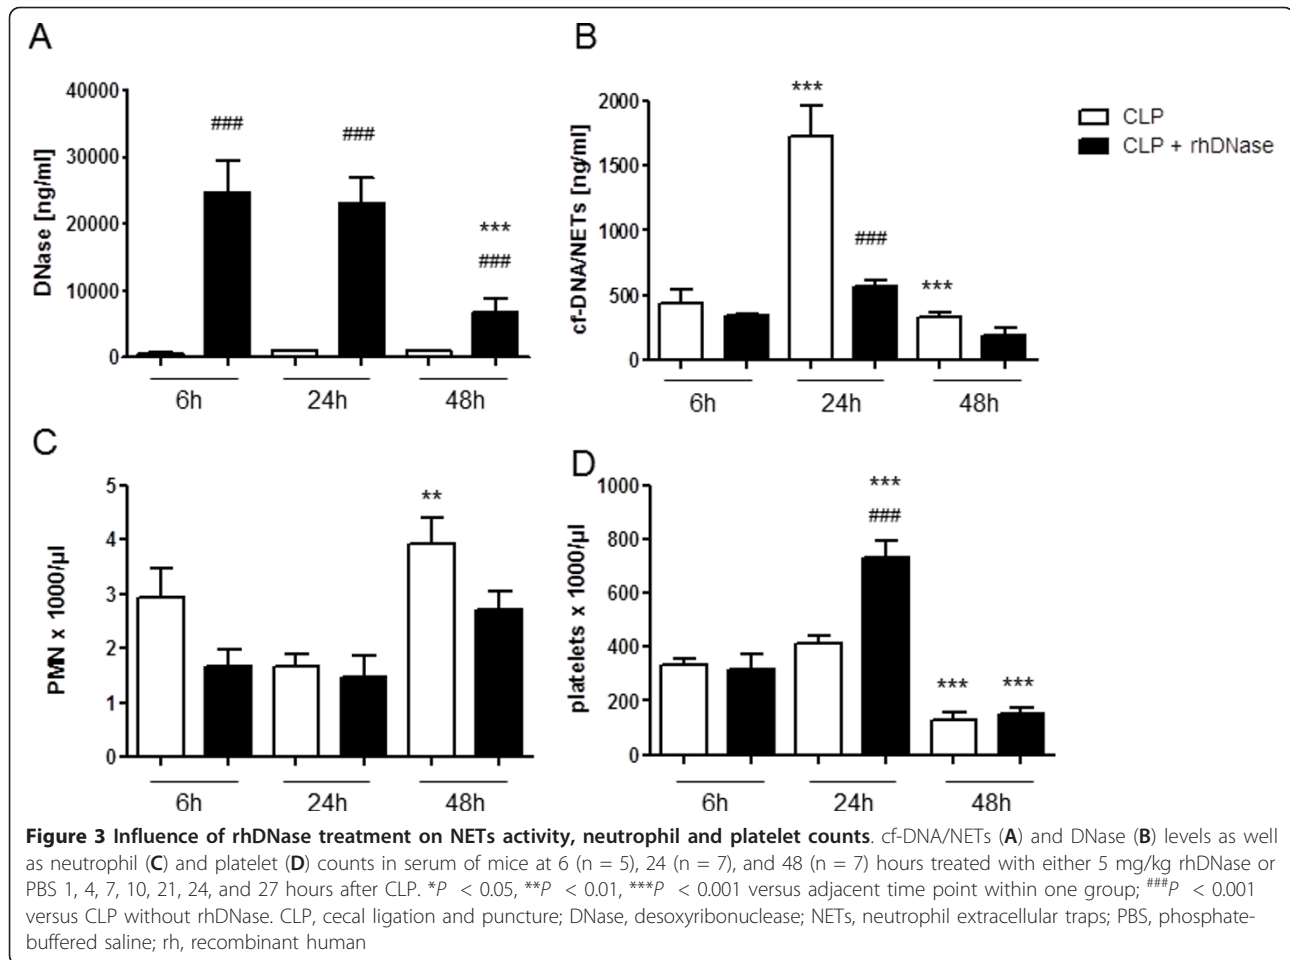 A
DNase [ng/ml]
40000
30000
20000
10000
0
###
###
***
###
6h
24h
48h
B
cf-DNA/NETs [ng/ml]
2000
1500
1000
500
0
***
###
***
6h
24h
48h
CLP
CLP + rhDNase
C
PMN x 1000/µl
5
4
3
2
1
0
**
6h
24h
48h
D
platelets x 1000/µl
1000
800
600
400
200
0
***
###
***
***
6h
24h
48h
Figure 3 Influence of rhDNase treatment on NETs activity, neutrophil and platelet counts. cf-DNA/NETs (A) and DNase (B) levels as well
as neutrophil (C) and platelet (D) counts in serum of mice at 6 (n = 5), 24 (n = 7), and 48 (n = 7) hours treated with either 5 mg/kg rhDNase or
PBS 1, 4, 7, 10, 21, 24, and 27 hours after CLP. *P < 0.05, **P < 0.01, ***P < 0.001 versus adjacent time point within one group; ###P < 0.001
versus CLP without rhDNase. CLP, cecal ligation and puncture; DNase, desoxyribonuclease; NETs, neutrophil extracellular traps; PBS, phosphate-
buffered saline; rh, recombinant human